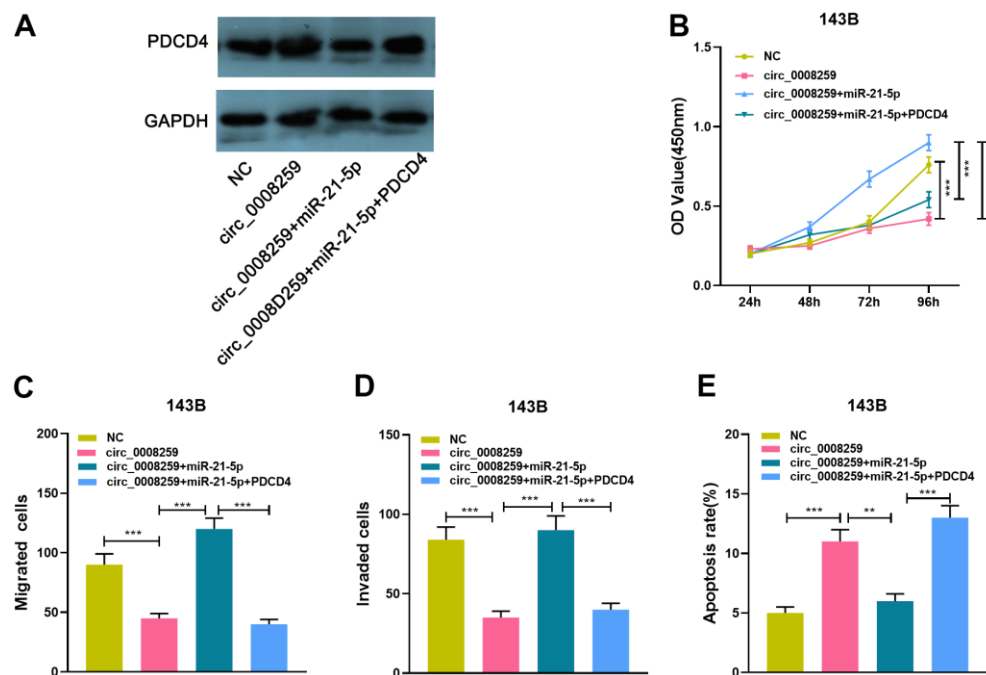 A
PDCD4
GAPDH
NC
circ_0008259
circ_0008259+miR-21-5p
circ_0008D259+miR-21-5p+PDCD4
B
143B
NC
circ_0008259
circ_0008259+miR-21-5p
circ_0008259+miR-21-5p+PDCD4
OD Value(450nm)
1.5
1.0
0.5
0.0
24h
48h
72h
96h
***
***
***
C
143B
NC
circ_0008259
circ_0008259+miR-21-5p
circ_0008259+miR-21-5p+PDCD4
Migrated cells
200
150
100
50
0
***
***
***
D
143B
NC
circ_0008259
circ_0008259+miR-21-5p
circ_0008259+miR-21-5p+PDCD4
Invaded cells
150
100
50
0
***
***
***
E
143B
NC
circ_0008259
circ_0008259+miR-21-5p
circ_0008259+miR-21-5p+PDCD4
Apoptosis rate(%)
20
15
10
5
0
***
**
***